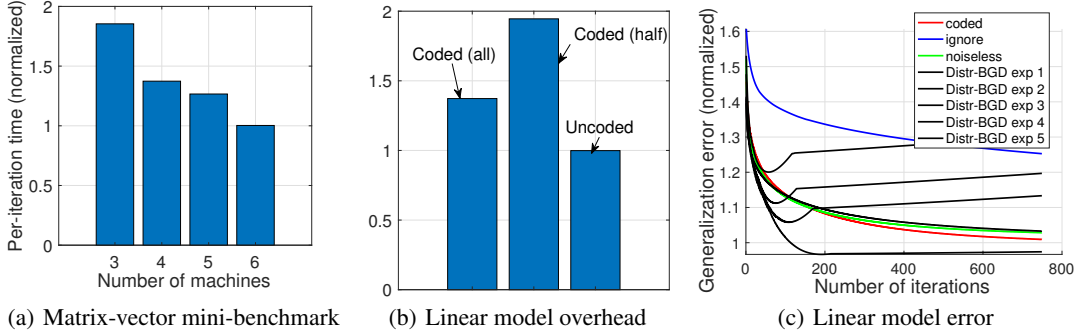 Per-iteration time (normalized)
2
1.5
1
0.5
0
3 4 5 6
Number of machines
(a) Matrix-vector mini-benchmark
2
1.5
1
0.5
0
Coded (all)
Coded (half)
Uncoded
(b) Linear model overhead
Generalization error (normalized)
1.6
1.5
1.4
1.3
1.2
1.1
1
0 200 400 600 800
Number of iterations
coded
ignore
noiseless
Distr-BGD exp 1
Distr-BGD exp 2
Distr-BGD exp 3
Distr-BGD exp 4
Distr-BGD exp 5
(c) Linear model error